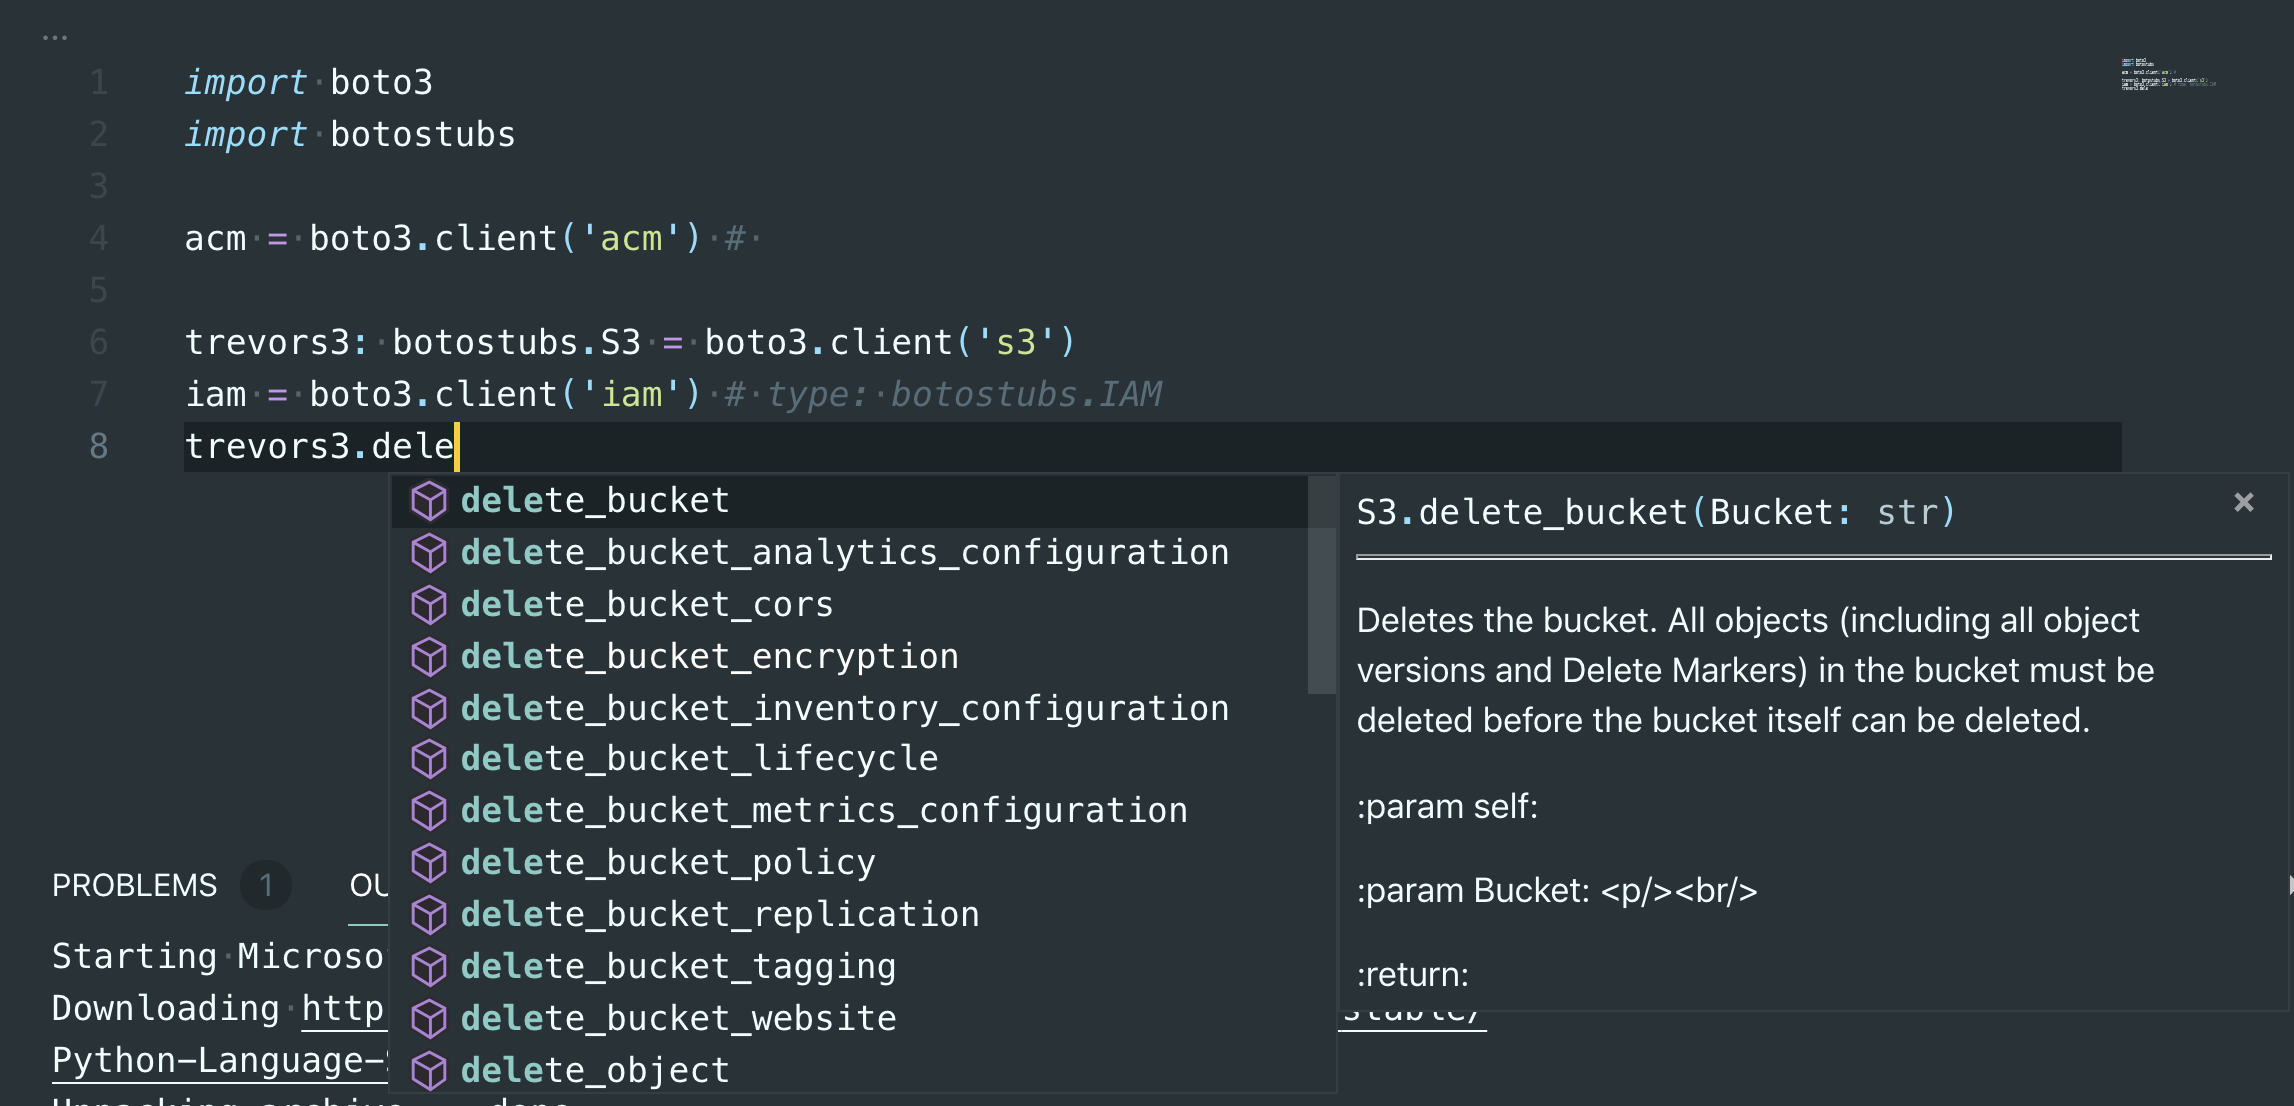 ...
1 import boto3
2 import botostubs
3
4 acm = boto3.client('acm') #
5
6 trevors3: botostubs.S3 = boto3.client('s3')
7 iam = boto3.client('iam') # type: botostubs.IAM
8 trevors3.dele
delete_bucket
delete_bucket_analytics_configuration
delete_bucket_cors
delete_bucket_encryption
delete_bucket_inventory_configuration
delete_bucket_lifecycle
delete_bucket_metrics_configuration
delete_bucket_policy
delete_bucket_replication
delete_bucket_tagging
delete_bucket_website
delete_object
S3.delete_bucket(Bucket: str)
Deletes the bucket. All objects (including all object
versions and Delete Markers) in the bucket must be
deleted before the bucket itself can be deleted.
:param self:
:param Bucket: <p/><br/>
:return:
PROBLEMS 1 OU
Starting Microso
Downloading http stable/
Python-Language-S
Unpacking archive... done